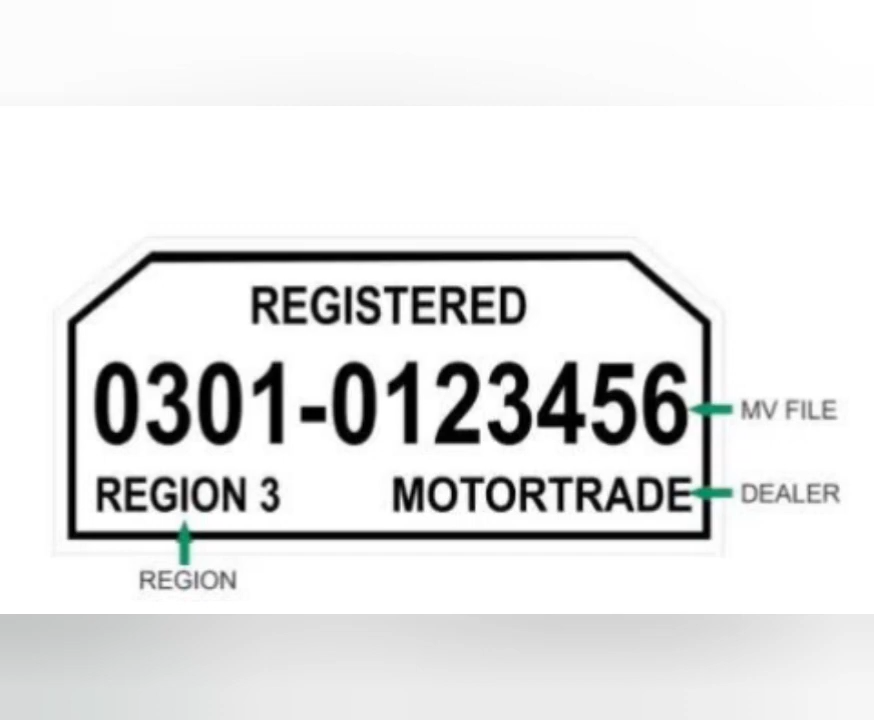 REGISTERED
0301-0123456
MV FILE
REGION 3
MOTORTRADE
DEALER
REGION